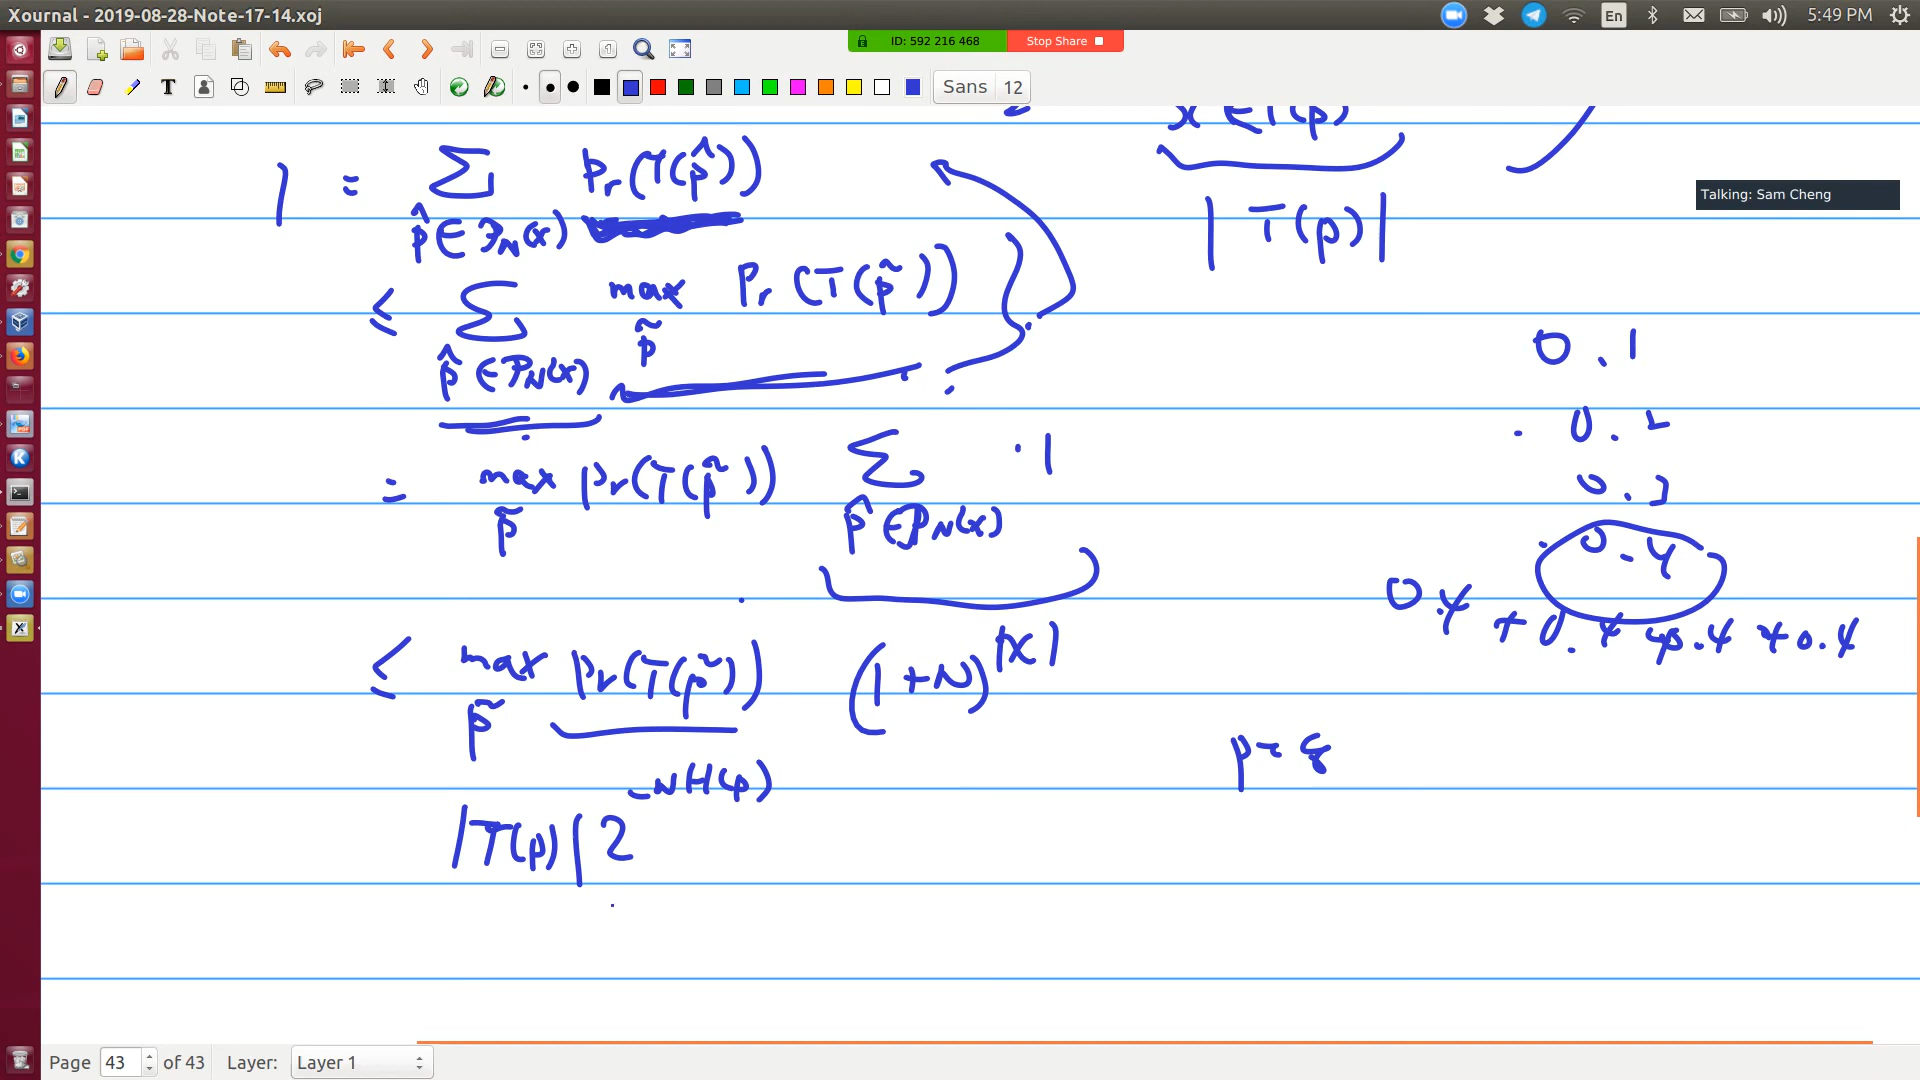 Xournal - 2019-08-28-Note-17-14.xoj
En
5:49 PM
ID: 592 216 468
Stop Share
Sans 12
Talking: Sam Cheng
x ∈ T(p)
| T(p) |
1 = ∑ Pr(T(p̂))
p̂ ∈ 𝒫N(x)
≤ ∑ max Pr(T(p̃))
p̂ ∈ 𝒫N(x) p̃
= max Pr(T(p̃)) ∑ · 1
p̃ p̂ ∈ 𝒫N(x)
≤ max Pr(T(p̃)) (1+N)^|X|
p̃
|T(p)| 2^-NH(p)
0.1
0.2
0.3
0.4
0.4 + 0.4 + 0.4 + 0.4
Page 43 of 43 Layer: Layer 1